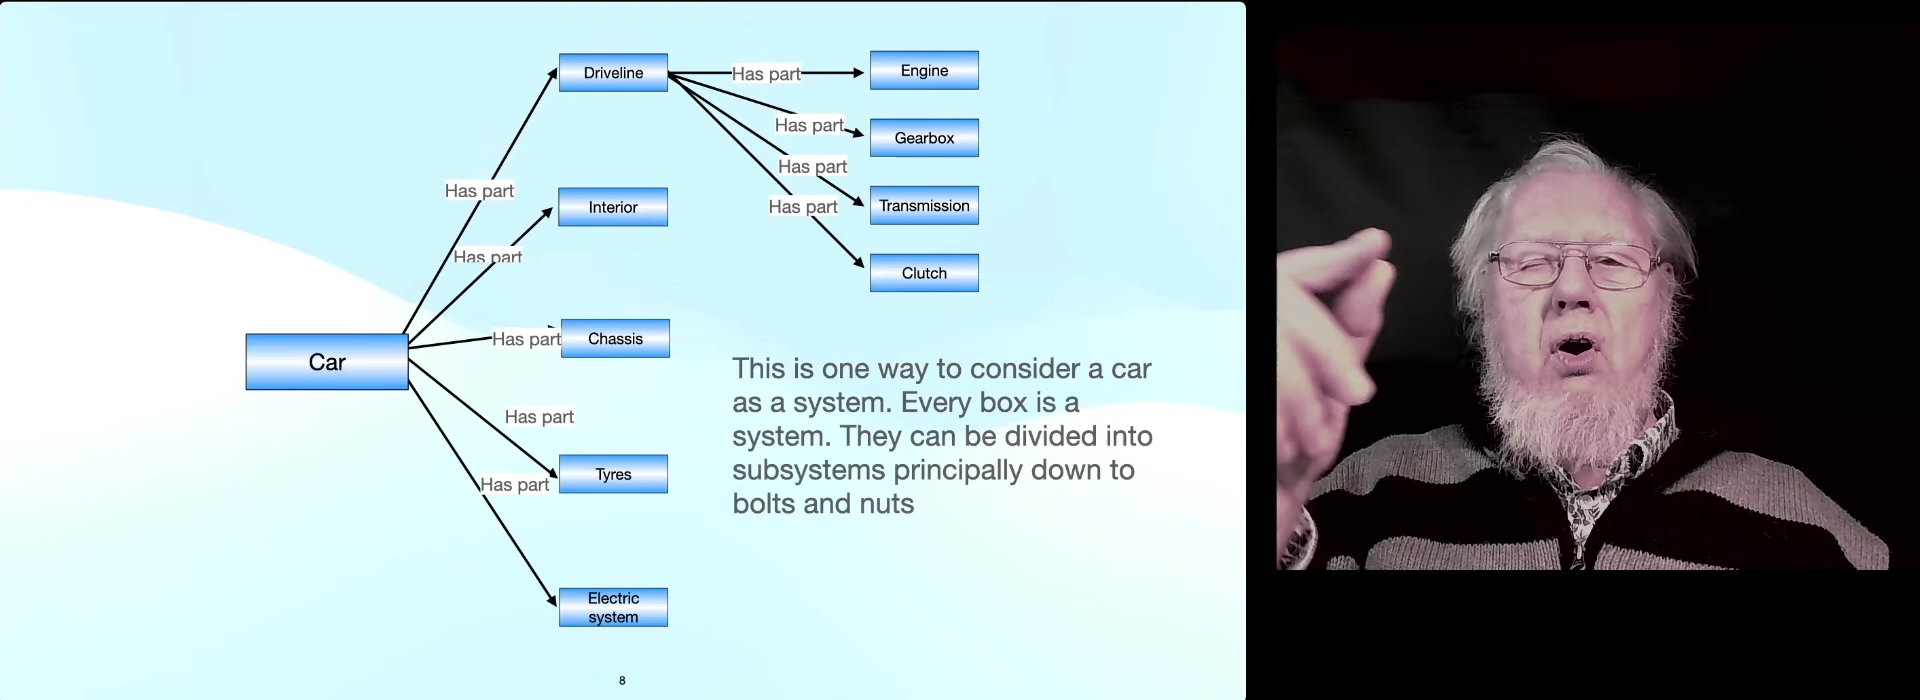 Driveline
Has part
Engine
Has part
Gearbox
Has part
Transmission
Has part
Clutch
Has part
Interior
Has part
Chassis
Has part
Car
Has part
Tyres
Has part
Electric
system
This is one way to consider a car
as a system. Every box is a
system. They can be divided into
subsystems principally down to
bolts and nuts
8